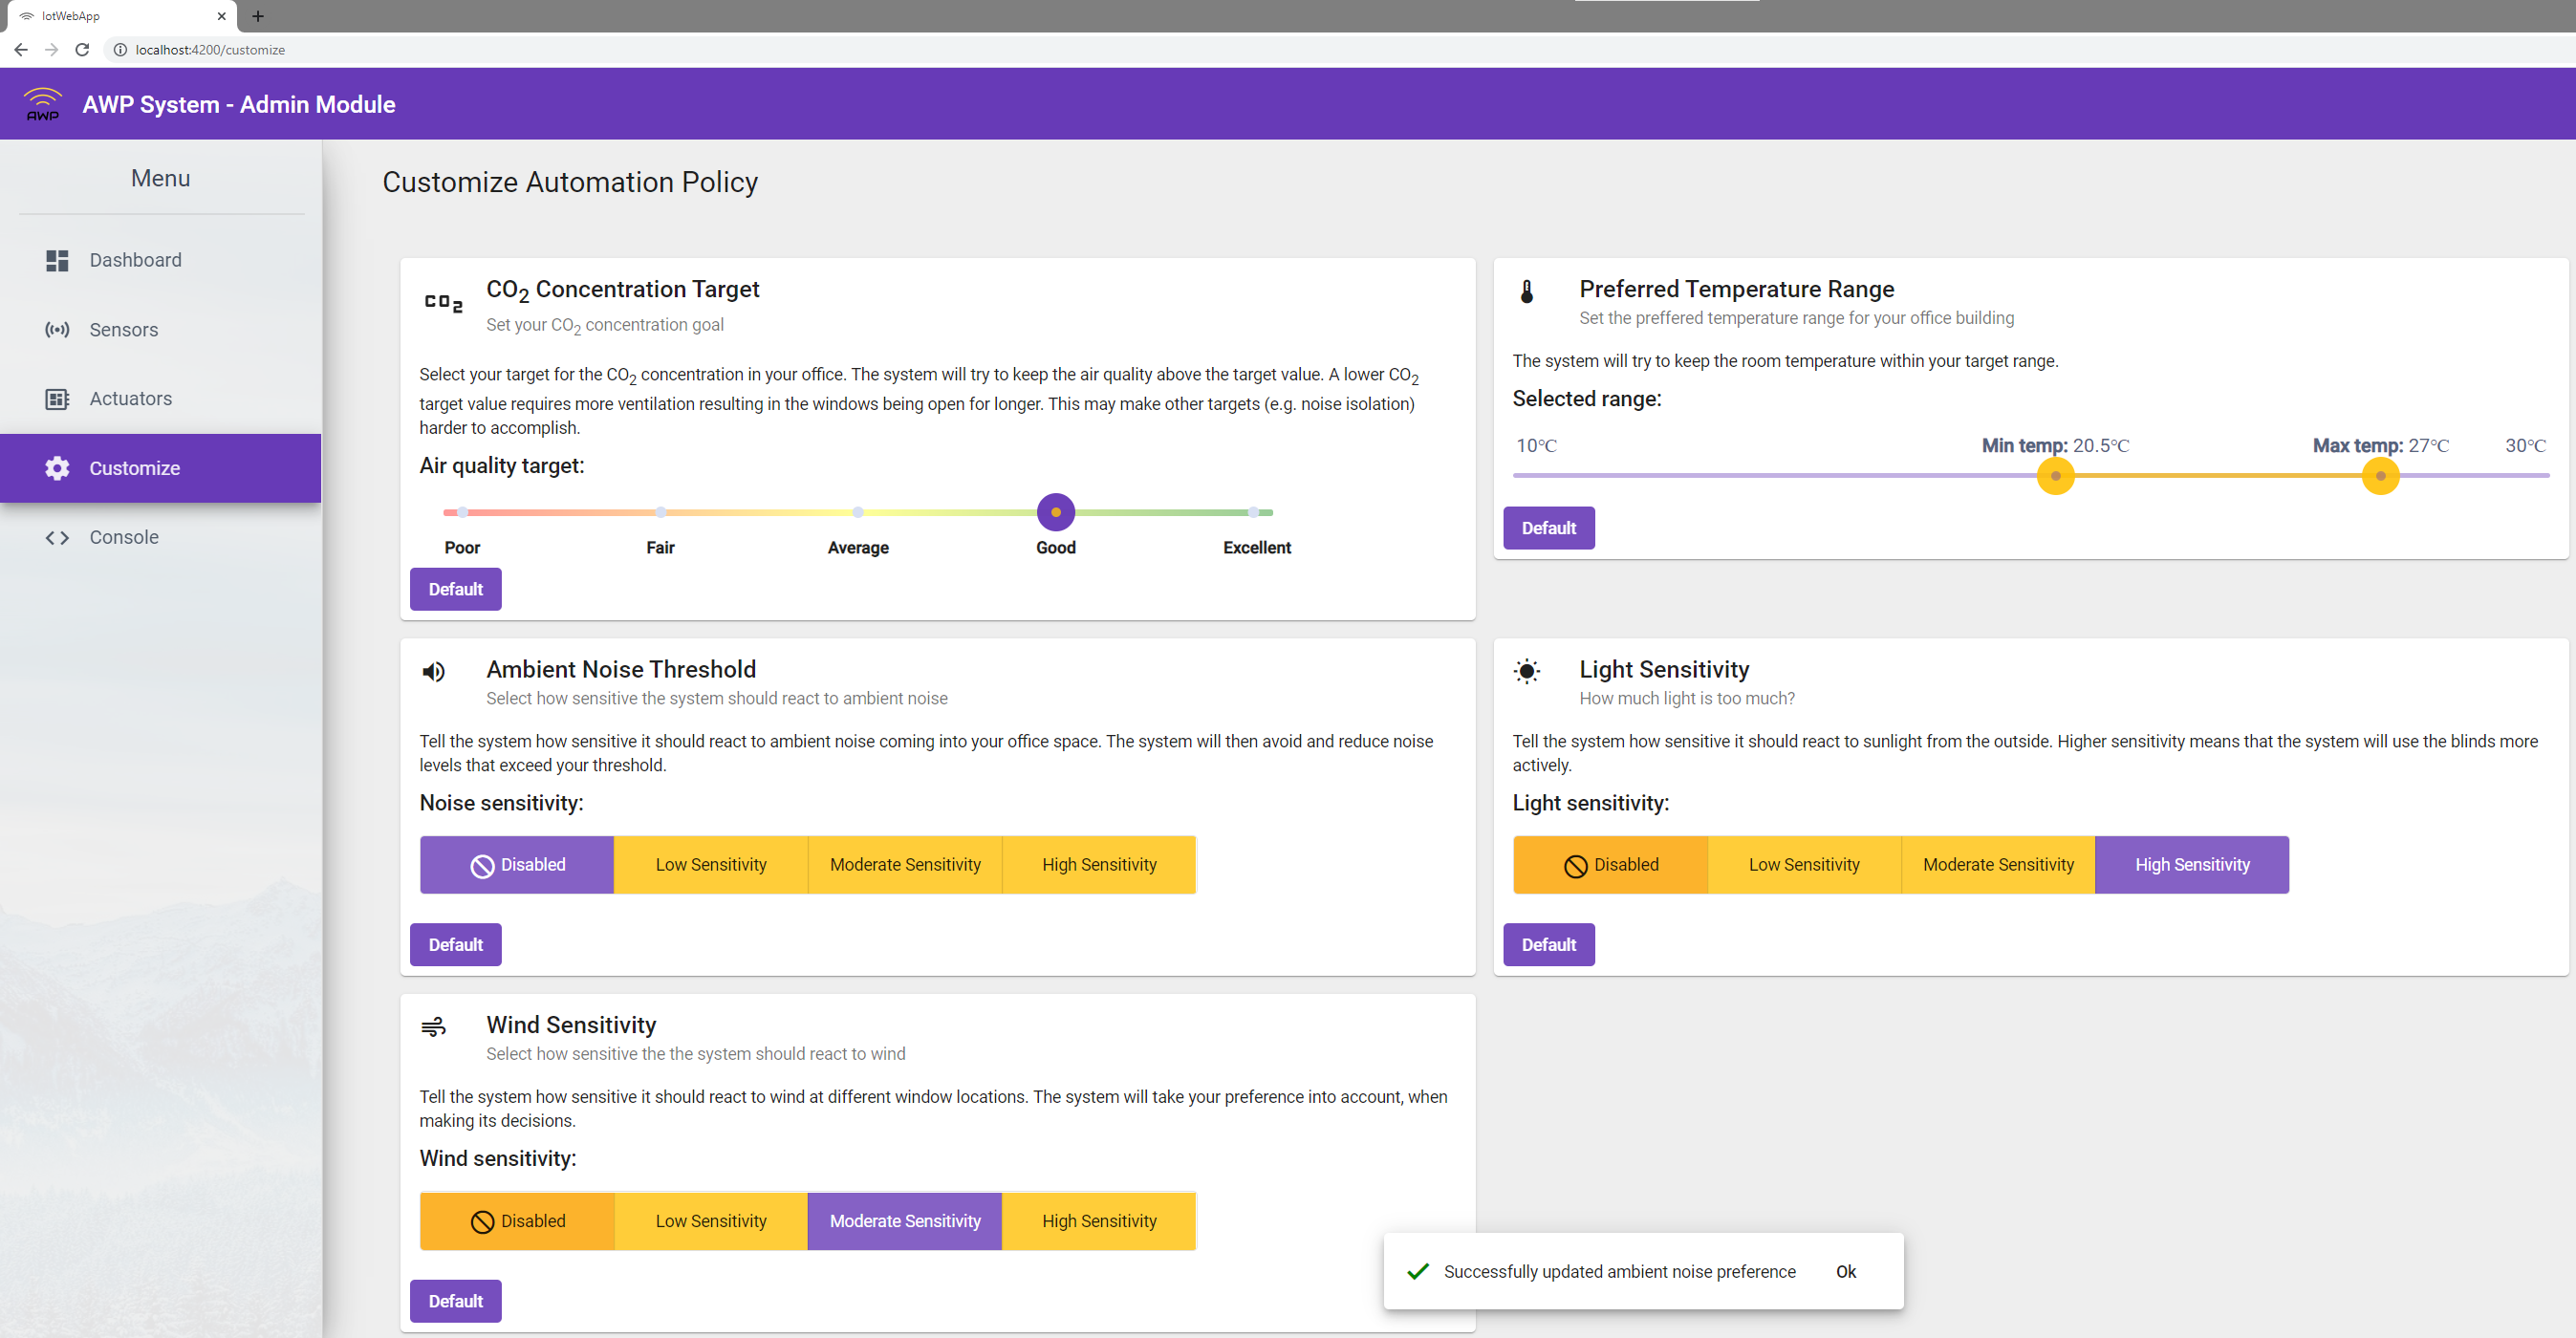 IotWebApp
localhost:4200/customize
AWP
AWP System - Admin Module
Menu
Dashboard
Sensors
Actuators
Customize
Console
Customize Automation Policy
CO2
CO2 Concentration Target
Set your CO2 concentration goal
Select your target for the CO2 concentration in your office. The system will try to keep the air quality above the target value. A lower CO2
target value requires more ventilation resulting in the windows being open for longer. This may make other targets (e.g. noise isolation)
harder to accomplish.
Air quality target:
Poor Fair Average Good Excellent
Default
Preferred Temperature Range
Set the preffered temperature range for your office building
The system will try to keep the room temperature within your target range.
Selected range:
10°C Min temp: 20.5°C Max temp: 27°C 30°C
Default
Ambient Noise Threshold
Select how sensitive the system should react to ambient noise
Tell the system how sensitive it should react to ambient noise coming into your office space. The system will then avoid and reduce noise
levels that exceed your threshold.
Noise sensitivity:
Disabled Low Sensitivity Moderate Sensitivity High Sensitivity
Default
Light Sensitivity
How much light is too much?
Tell the system how sensitive it should react to sunlight from the outside. Higher sensitivity means that the system will use the blinds more
actively.
Light sensitivity:
Disabled Low Sensitivity Moderate Sensitivity High Sensitivity
Default
Wind Sensitivity
Select how sensitive the the system should react to wind
Tell the system how sensitive it should react to wind at different window locations. The system will take your preference into account, when
making its decisions.
Wind sensitivity:
Disabled Low Sensitivity Moderate Sensitivity High Sensitivity
Default
Successfully updated ambient noise preference Ok